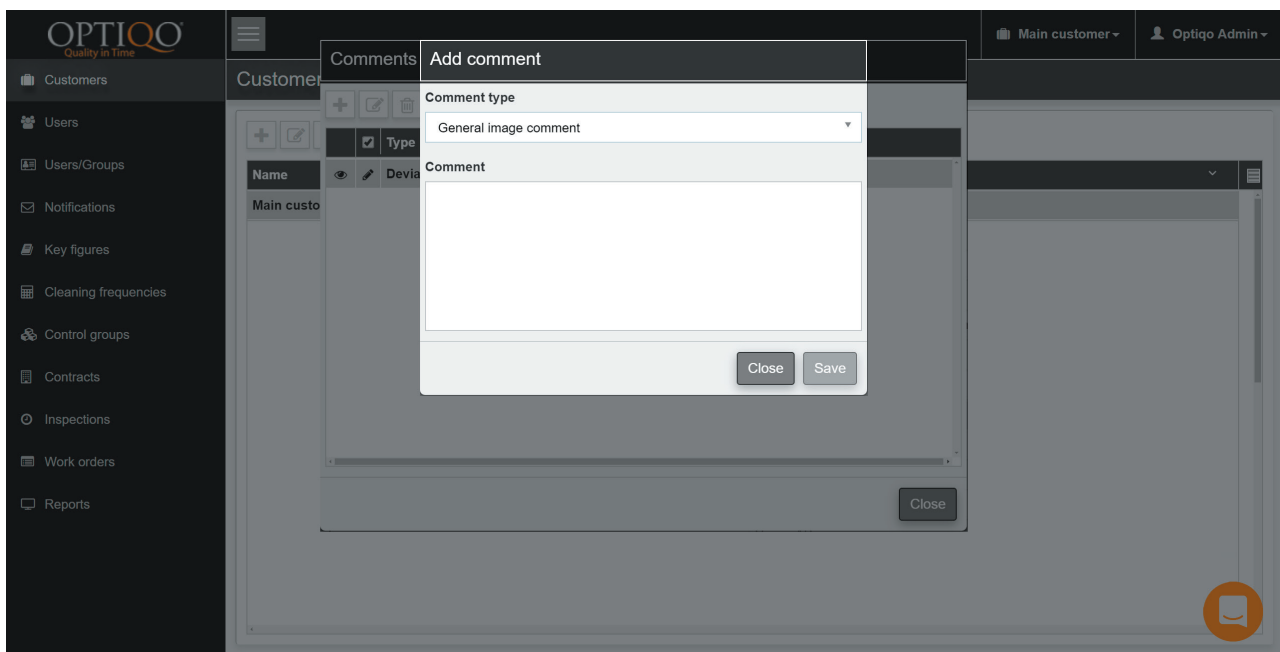 OPTIQO
Quality in Time
Main customer
Optiqo Admin
Customers
Users
Users/Groups
Notifications
Key figures
Cleaning frequencies
Control groups
Contracts
Inspections
Work orders
Reports
Customer
Name
Main custo
Comments
Type
Devia
Close
Add comment
Comment type
General image comment
Comment
Close
Save